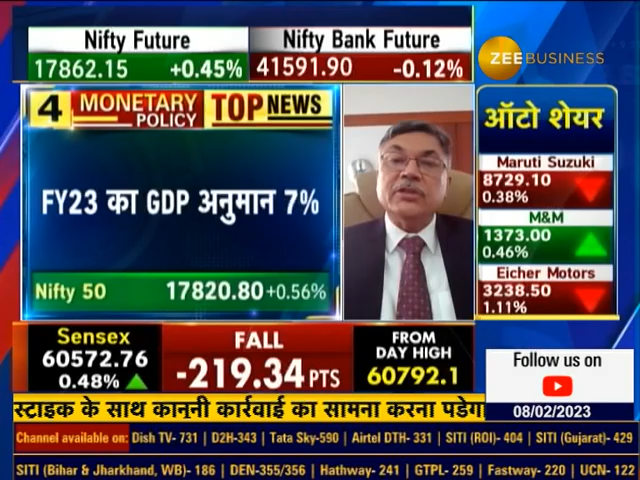 Nifty Future
17862.15 +0.45%
Nifty Bank Future
41591.90 -0.12%
ZEE BUSINESS
4 MONETARY POLICY TOP NEWS
FY23 का GDP अनुमान 7%
Nifty 50 17820.80 +0.56%
ऑटो शेयर
Maruti Suzuki
8729.10
0.38%
M&M
1373.00
0.46%
Eicher Motors
3238.50
1.11%
Sensex
60572.76
0.48%
FALL
-219.34 PTS
FROM
DAY HIGH
60792.1
Follow us on
08/02/2023
स्टाइक के साथ कानूनी कार्रवाई का सामना करना पडेगा
Channel available on: Dish TV- 731 | D2H-343 | Tata Sky-590 | Airtel DTH- 331 | SITI (ROI)- 404 | SITI (Gujarat)- 429
SITI (Bihar & Jharkhand, WB)- 186 | DEN-355/356 | Hathway- 241 | GTPL- 259 | Fastway- 220 | UCN- 122